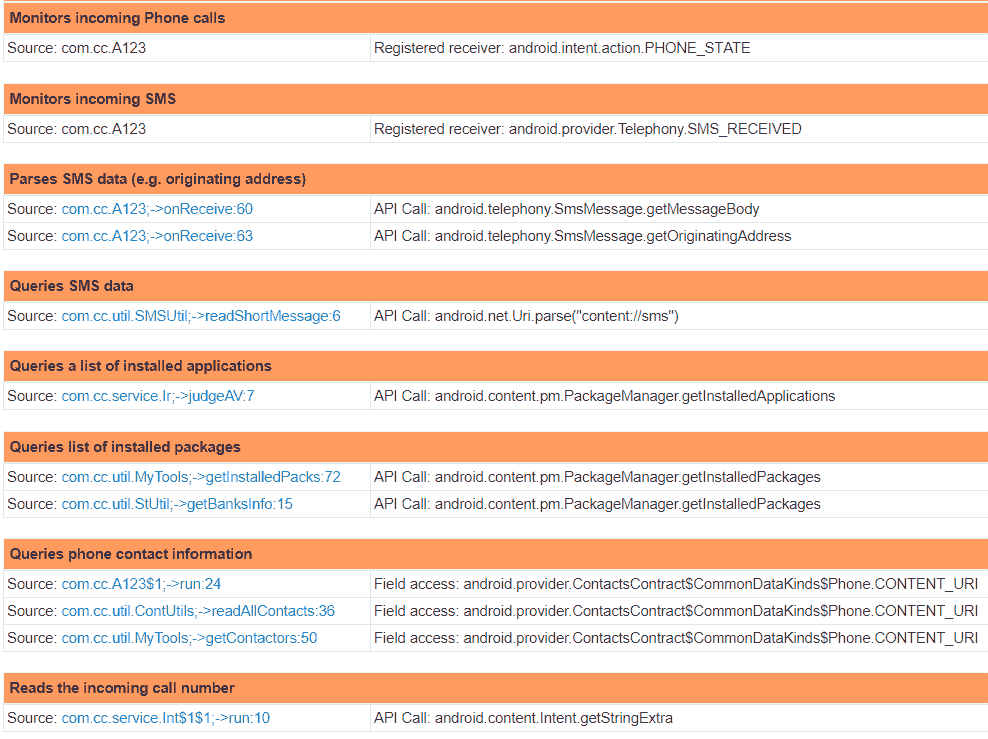 Monitors incoming Phone calls
Source: com.cc.A123 Registered receiver: android.intent.action.PHONE_STATE
Monitors incoming SMS
Source: com.cc.A123 Registered receiver: android.provider.Telephony.SMS_RECEIVED
Parses SMS data (e.g. originating address)
Source: com.cc.A123;->onReceive:60 API Call: android.telephony.SmsMessage.getMessageBody
Source: com.cc.A123;->onReceive:63 API Call: android.telephony.SmsMessage.getOriginatingAddress
Queries SMS data
Source: com.cc.util.SMSUtil;->readShortMessage:6 API Call: android.net.Uri.parse("content://sms")
Queries a list of installed applications
Source: com.cc.service.Ir;->judgeAV:7 API Call: android.content.pm.PackageManager.getInstalledApplications
Queries list of installed packages
Source: com.cc.util.MyTools;->getInstalledPacks:72 API Call: android.content.pm.PackageManager.getInstalledPackages
Source: com.cc.util.StUtil;->getBanksInfo:15 API Call: android.content.pm.PackageManager.getInstalledPackages
Queries phone contact information
Source: com.cc.A123$1;->run:24 Field access: android.provider.ContactsContract$CommonDataKinds$Phone.CONTENT_URI
Source: com.cc.util.ContUtils;->readAllContacts:36 Field access: android.provider.ContactsContract$CommonDataKinds$Phone.CONTENT_URI
Source: com.cc.util.MyTools;->getContactors:50 Field access: android.provider.ContactsContract$CommonDataKinds$Phone.CONTENT_URI
Reads the incoming call number
Source: com.cc.service.Int$1$1;->run:10 API Call: android.content.Intent.getStringExtra